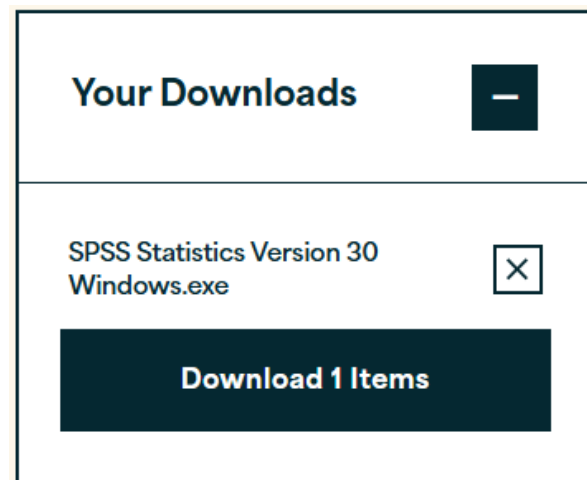 Your Downloads
SPSS Statistics Version 30
Windows.exe
Download 1 Items